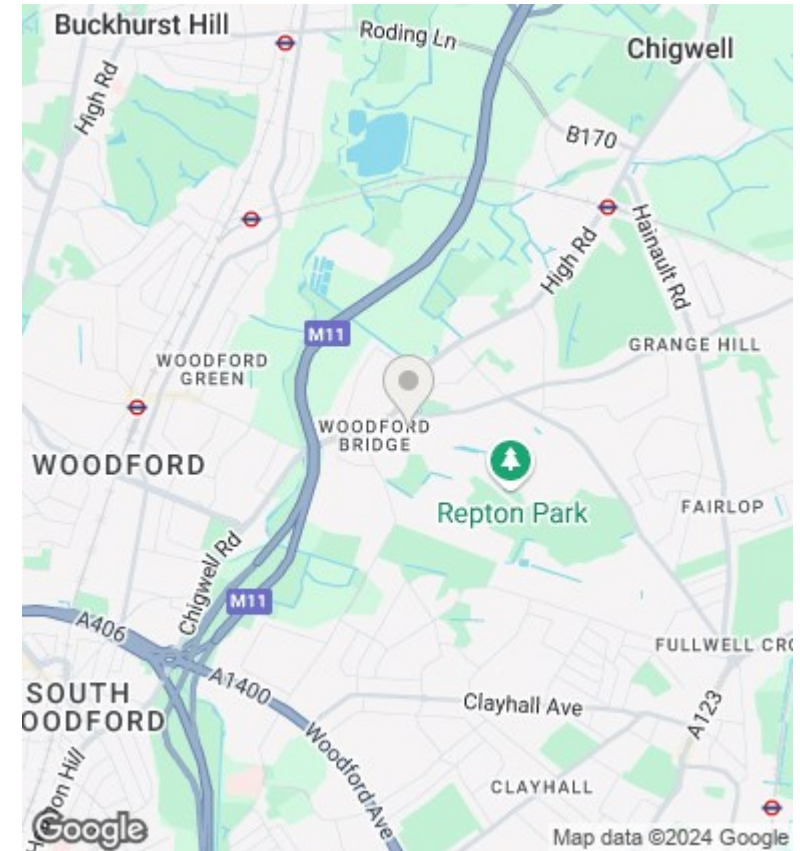 Buckhurst Hill
Roding Ln
Chigwell
High Rd
B170
High Rd
Hainault Rd
M11
WOODFORD
GREEN
GRANGE HILL
WOODFORD
BRIDGE
WOODFORD
Repton Park
FAIRLOP
Chigwell Rd
M11
A406
FULLWELL CRO
SOUTH
OODFORD
A1400
Clayhall Ave
A123
Woodford Ave
CLAYHALL
Google
Map data ©2024 Google